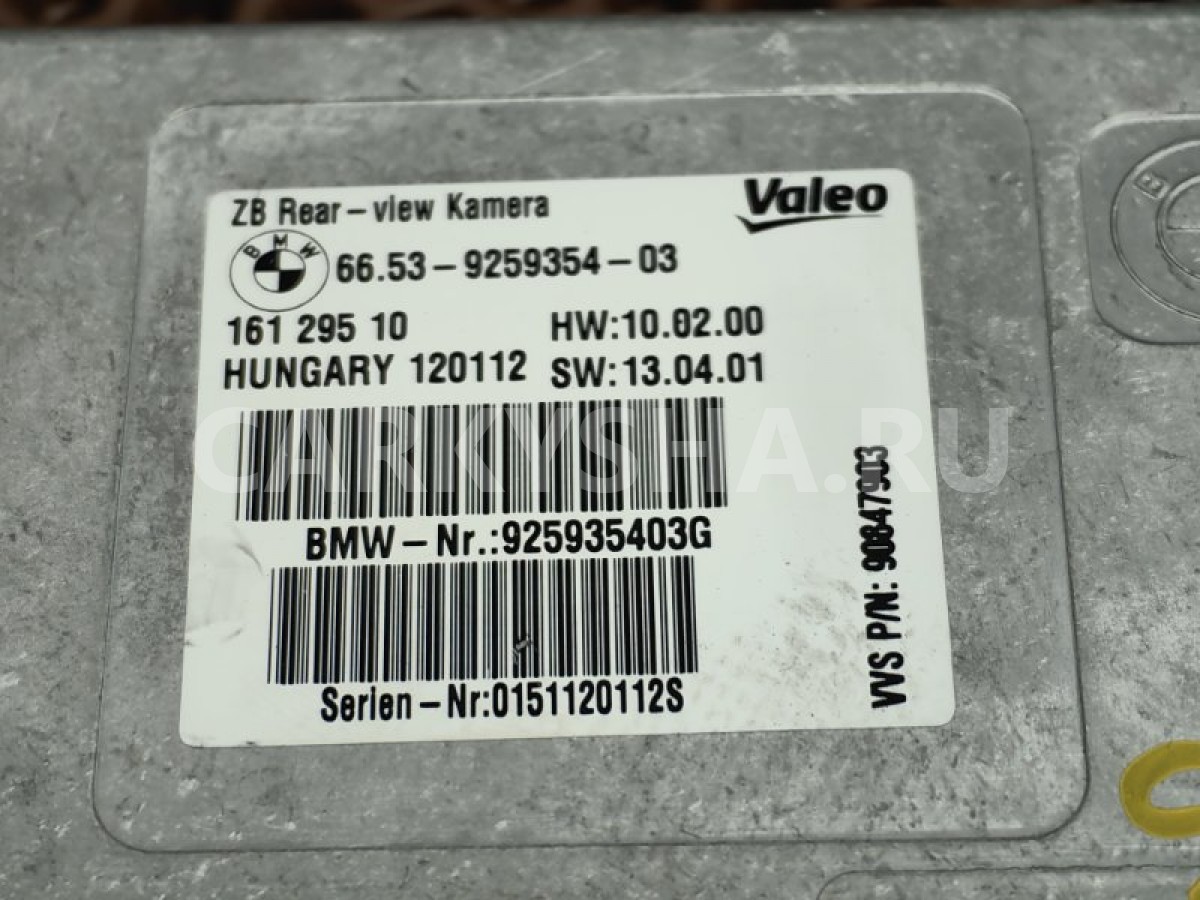 ZB Rear-view Kamera
Valeo
BMW
66.53-9259354-03
161 295 10 HW:10.02.00
HUNGARY 120112 SW:13.04.01
BMW-Nr.:925935403G
Serien-Nr:0151120112S
VVS P/N: 90847903
CARKYSHA.RU
B